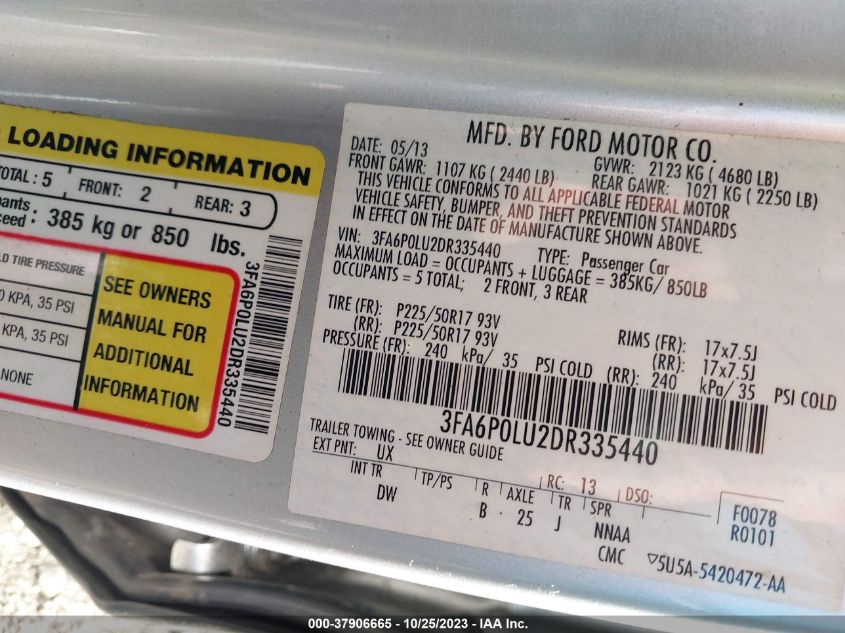 LOADING INFORMATION
TOTAL : 5 FRONT: 2 REAR: 3
385 kg or 850 lbs.
TIRE PRESSURE
KPA, 35 PSI
KPA, 35 PSI
NONE
SEE OWNERS
MANUAL FOR
ADDITIONAL
INFORMATION
3FA6P0LU2DR335440
MFD. BY FORD MOTOR CO.
DATE: 05/13 GVWR: 2123 KG ( 4680 LB)
FRONT GAWR: 1107 KG ( 2440 LB) REAR GAWR: 1021 KG ( 2250 LB)
THIS VEHICLE CONFORMS TO ALL APPLICABLE FEDERAL MOTOR
VEHICLE SAFETY, BUMPER, AND THEFT PREVENTION STANDARDS
IN EFFECT ON THE DATE OF MANUFACTURE SHOWN ABOVE.
VIN: 3FA6P0LU2DR335440 TYPE: Passenger Car
MAXIMUM LOAD = OCCUPANTS + LUGGAGE = 385KG/ 850LB
OCCUPANTS = 5 TOTAL; 2 FRONT, 3 REAR
TIRE (FR): P225/50R17 93V RIMS (FR): 17x7.5J
(RR): P225/50R17 93V (RR): 17x7.5J
PRESSURE (FR): 240 kPa/ 35 PSI COLD (RR): 240 kPa/ 35 PSI COLD
3FA6P0LU2DR335440
TRAILER TOWING - SEE OWNER GUIDE
EXT PNT: UX RC: 13 DSO:
INT TR TP/PS R AXLE TR SPR F0078
DW B 25 J NNAA R0101
CMC ▽5U5A-5420472-AA
000-37906665 - 10/25/2023 - IAAI.COM